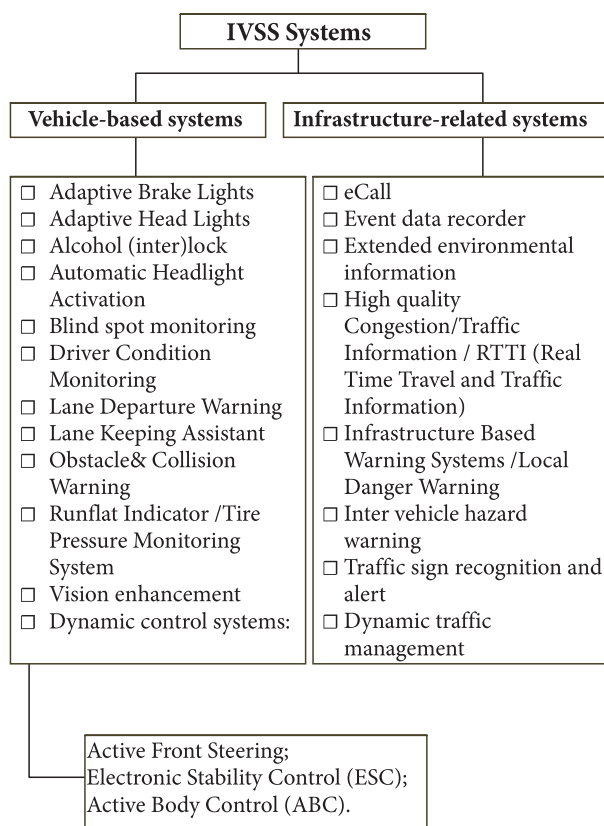 IVSS Systems
Vehicle-based systems
Infrastructure-related systems
☐ Adaptive Brake Lights
☐ Adaptive Head Lights
☐ Alcohol (inter)lock
☐ Automatic Headlight
Activation
☐ Blind spot monitoring
☐ Driver Condition
Monitoring
☐ Lane Departure Warning
☐ Lane Keeping Assistant
☐ Obstacle& Collision
Warning
☐ Runflat Indicator /Tire
Pressure Monitoring
System
☐ Vision enhancement
☐ Dynamic control systems:
☐ eCall
☐ Event data recorder
☐ Extended environmental
information
☐ High quality
Congestion/Traffic
Information / RTTI (Real
Time Travel and Traffic
Information)
☐ Infrastructure Based
Warning Systems /Local
Danger Warning
☐ Inter vehicle hazard
warning
☐ Traffic sign recognition and
alert
☐ Dynamic traffic
management
Active Front Steering;
Electronic Stability Control (ESC);
Active Body Control (ABC).